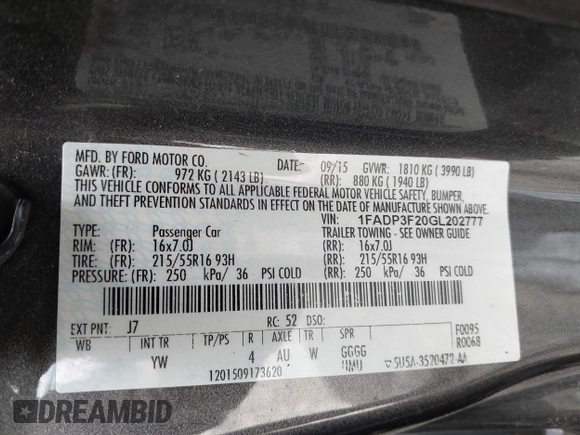 MFD. BY FORD MOTOR CO. DATE: 09/15 GVWR: 1810 KG ( 3990 LB)
GAWR: (FR): 972 KG ( 2143 LB) (RR): 880 KG ( 1940 LB)
THIS VEHICLE CONFORMS TO ALL APPLICABLE FEDERAL MOTOR VEHICLE SAFETY, BUMPER,
AND THEFT PREVENTION STANDARDS IN EFFECT ON THE DATE OF MANUFACTURE SHOWN ABOVE.
VIN: 1FADP3F20GL202777
TYPE: Passenger Car TRAILER TOWING - SEE OWNER GUIDE
RIM: (FR) 16x7.0J (RR): 16x7.0J
TIRE: (FR) 215/55R16 93H (RR): 215/55R16 93H
PRESSURE: (FR) 250 kPa/ 36 PSI COLD (RR): 250 kPa/ 36 PSI COLD
EXT PNT: J7 RC: 52 DSO: F0095
WB INT TR TP/PS R AXLE TR SPR R0068
YW 4 AU W GGGG
UMU 5U5A-3520472-AA
1201509173620
DREAMBID